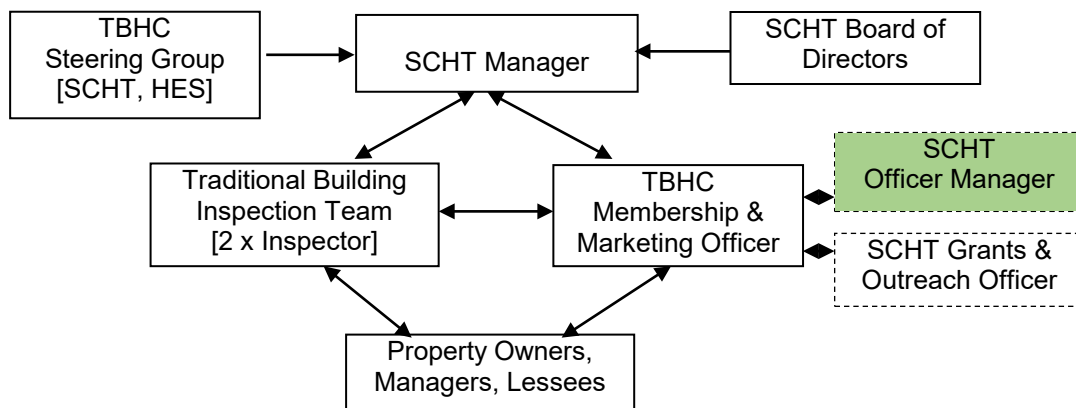 TBHC
Steering Group
[SCHT, HES]
SCHT Manager
SCHT Board of
Directors
Traditional Building
Inspection Team
[2 x Inspector]
TBHC
Membership &
Marketing Officer
SCHT
Officer Manager
SCHT Grants &
Outreach Officer
Property Owners,
Managers, Lessees